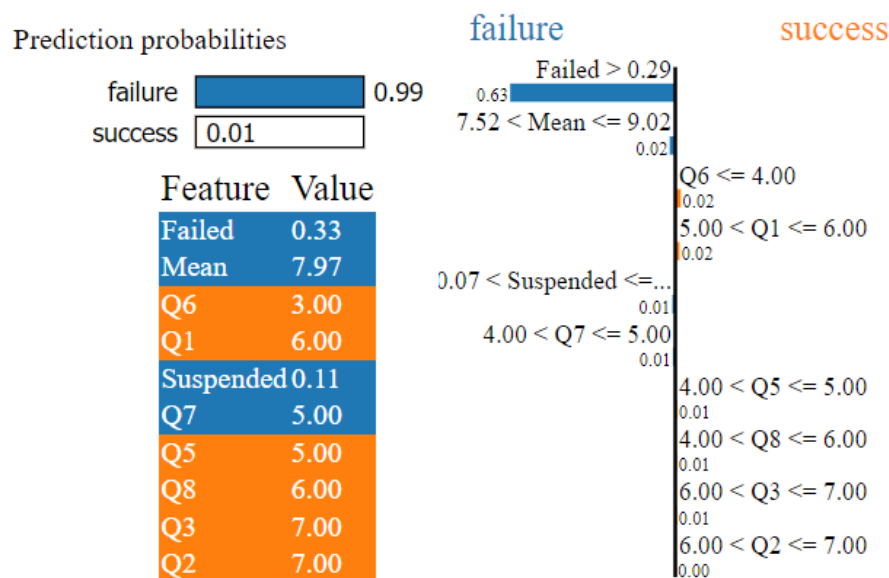 Prediction probabilities
failure 0.99
success 0.01
Feature Value
Failed 0.33
Mean 7.97
Q6 3.00
Q1 6.00
Suspended 0.11
Q7 5.00
Q5 5.00
Q8 6.00
Q3 7.00
Q2 7.00
failure success
Failed > 0.29
0.63
7.52 < Mean <= 9.02
0.02
Q6 <= 4.00
0.02
5.00 < Q1 <= 6.00
0.02
0.07 < Suspended <=...
0.01
4.00 < Q7 <= 5.00
0.01
4.00 < Q5 <= 5.00
0.01
4.00 < Q8 <= 6.00
0.01
6.00 < Q3 <= 7.00
0.01
6.00 < Q2 <= 7.00
0.00